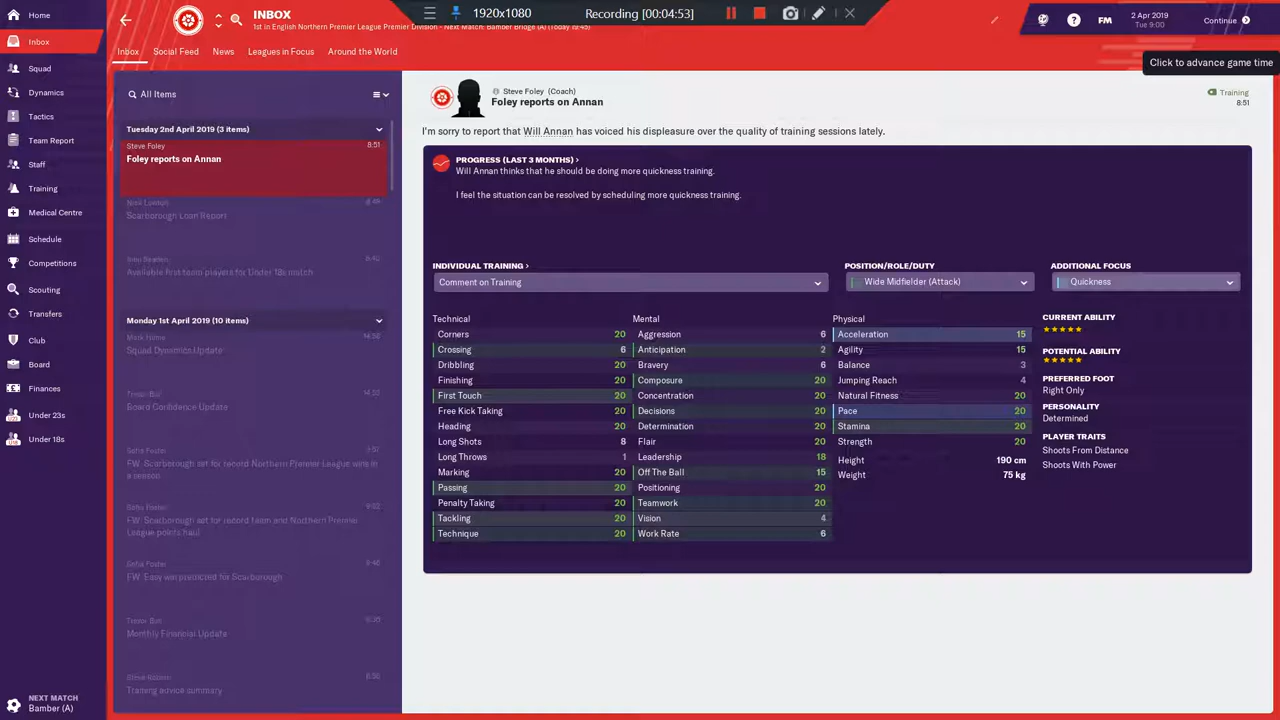 INBOX
1st in English Northern Premier League Premier Division - Next Match: Bamber Bridge (A) (Today 19:45)
1920x1080
Recording [00:04:53]
FM
2 Apr 2019
Tue 9:00
Continue
Click to advance game time
Home
Inbox
Squad
Dynamics
Tactics
Team Report
Staff
Training
Medical Centre
Schedule
Competitions
Scouting
Transfers
Club
Board
Finances
Under 23s
Under 18s
NEXT MATCH
Bamber (A)
Inbox Social Feed News Leagues in Focus Around the World
All Items
Tuesday 2nd April 2019 (3 items)
Steve Foley 8:51
Foley reports on Annan
Scarborough Loan Report
Available first team players for Under 18s match
Monday 1st April 2019 (10 items)
Squad Dynamics Update
Board Confidence Update
Sofia Foster
FW: Scarborough set for record Northern Premier League wins in
a season
Sofia Foster
FW: Scarborough set for record team and Northern Premier
League points haul
Sofia Foster
FW: Easy win predicted for Scarborough
Monthly Financial Update
Training advice summary
Steve Foley (Coach)
Foley reports on Annan
Training
8:51
I'm sorry to report that Will Annan has voiced his displeasure over the quality of training sessions lately.
PROGRESS (LAST 3 MONTHS) ›
Will Annan thinks that he should be doing more quickness training.
I feel the situation can be resolved by scheduling more quickness training.
INDIVIDUAL TRAINING ›
Comment on Training
POSITION/ROLE/DUTY
Wide Midfielder (Attack)
ADDITIONAL FOCUS
Quickness
Technical
Corners 20
Crossing 6
Dribbling 20
Finishing 20
First Touch 20
Free Kick Taking 20
Heading 20
Long Shots 8
Long Throws 1
Marking 20
Passing 20
Penalty Taking 20
Tackling 20
Technique 20
Mental
Aggression 6
Anticipation 2
Bravery 6
Composure 20
Concentration 20
Decisions 20
Determination 20
Flair 20
Leadership 18
Off The Ball 15
Positioning 20
Teamwork 20
Vision 4
Work Rate 6
Physical
Acceleration 15
Agility 15
Balance 3
Jumping Reach 4
Natural Fitness 20
Pace 20
Stamina 20
Strength 20
Height 190 cm
Weight 75 kg
CURRENT ABILITY
POTENTIAL ABILITY
PREFERRED FOOT
Right Only
PERSONALITY
Determined
PLAYER TRAITS
Shoots From Distance
Shoots With Power